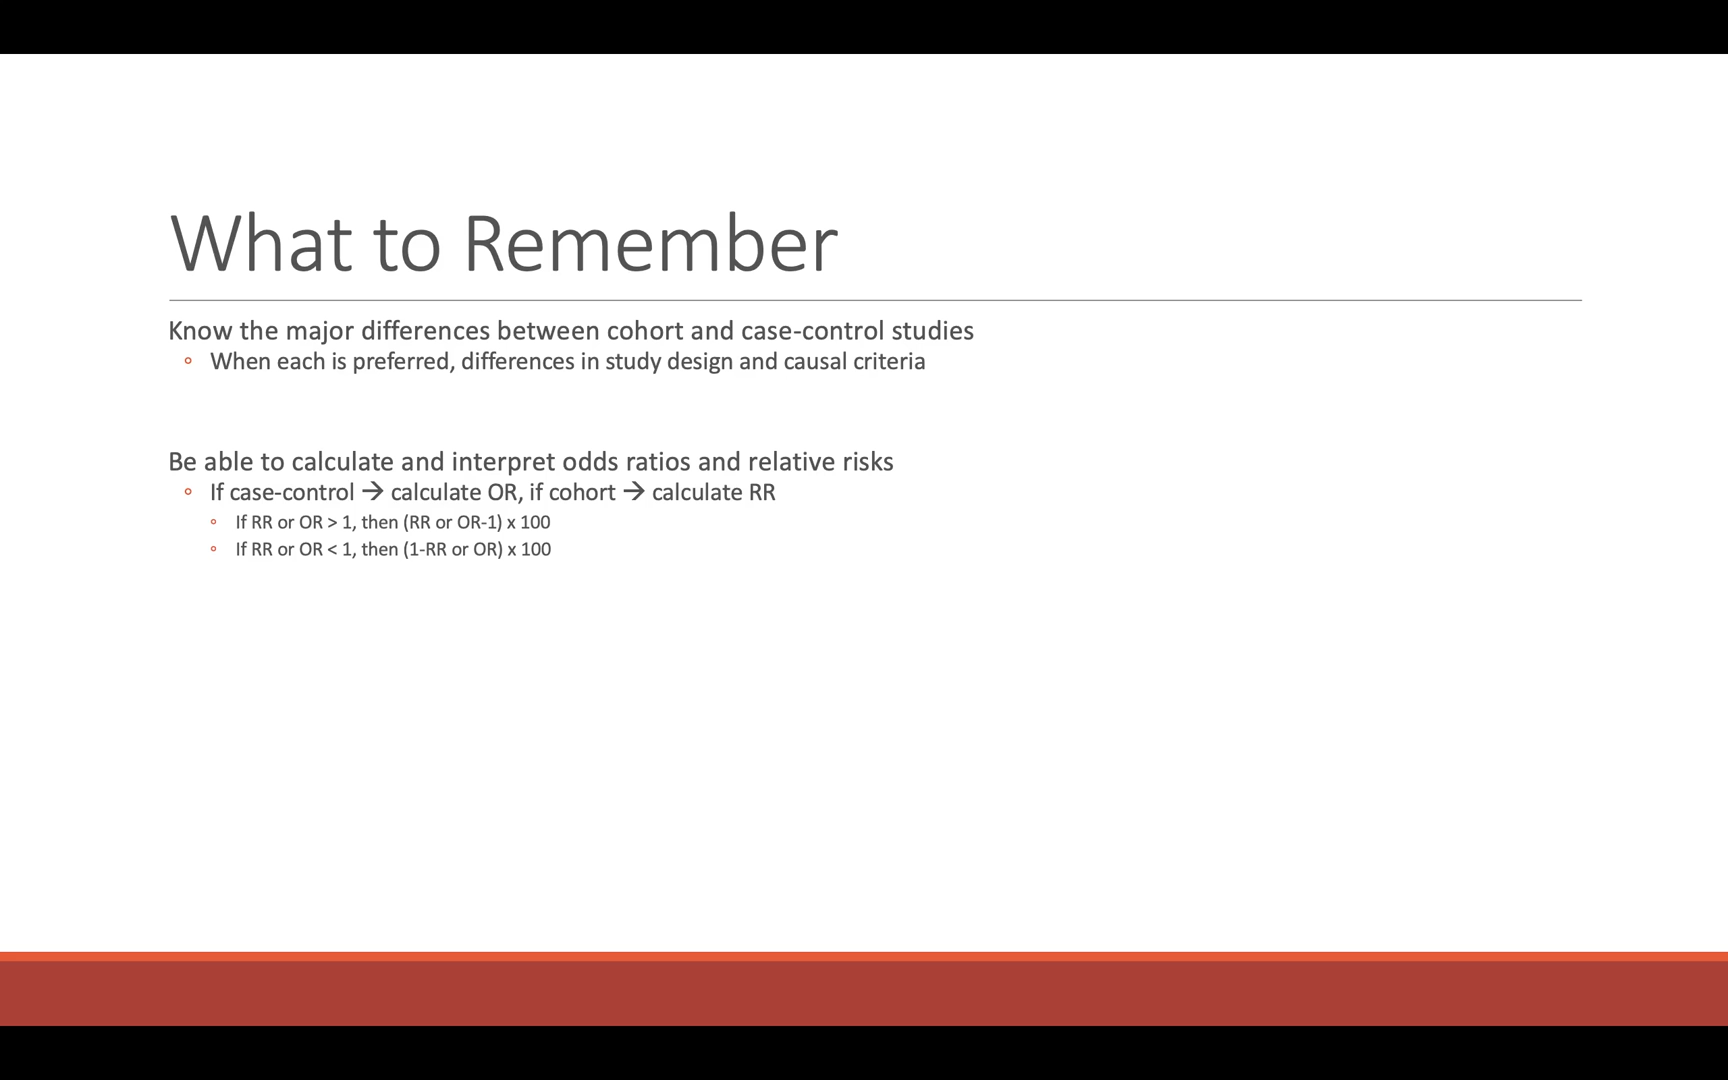 What to Remember
Know the major differences between cohort and case-control studies
◦ When each is preferred, differences in study design and causal criteria
Be able to calculate and interpret odds ratios and relative risks
◦ If case-control → calculate OR, if cohort → calculate RR
◦ If RR or OR > 1, then (RR or OR-1) x 100
◦ If RR or OR < 1, then (1-RR or OR) x 100